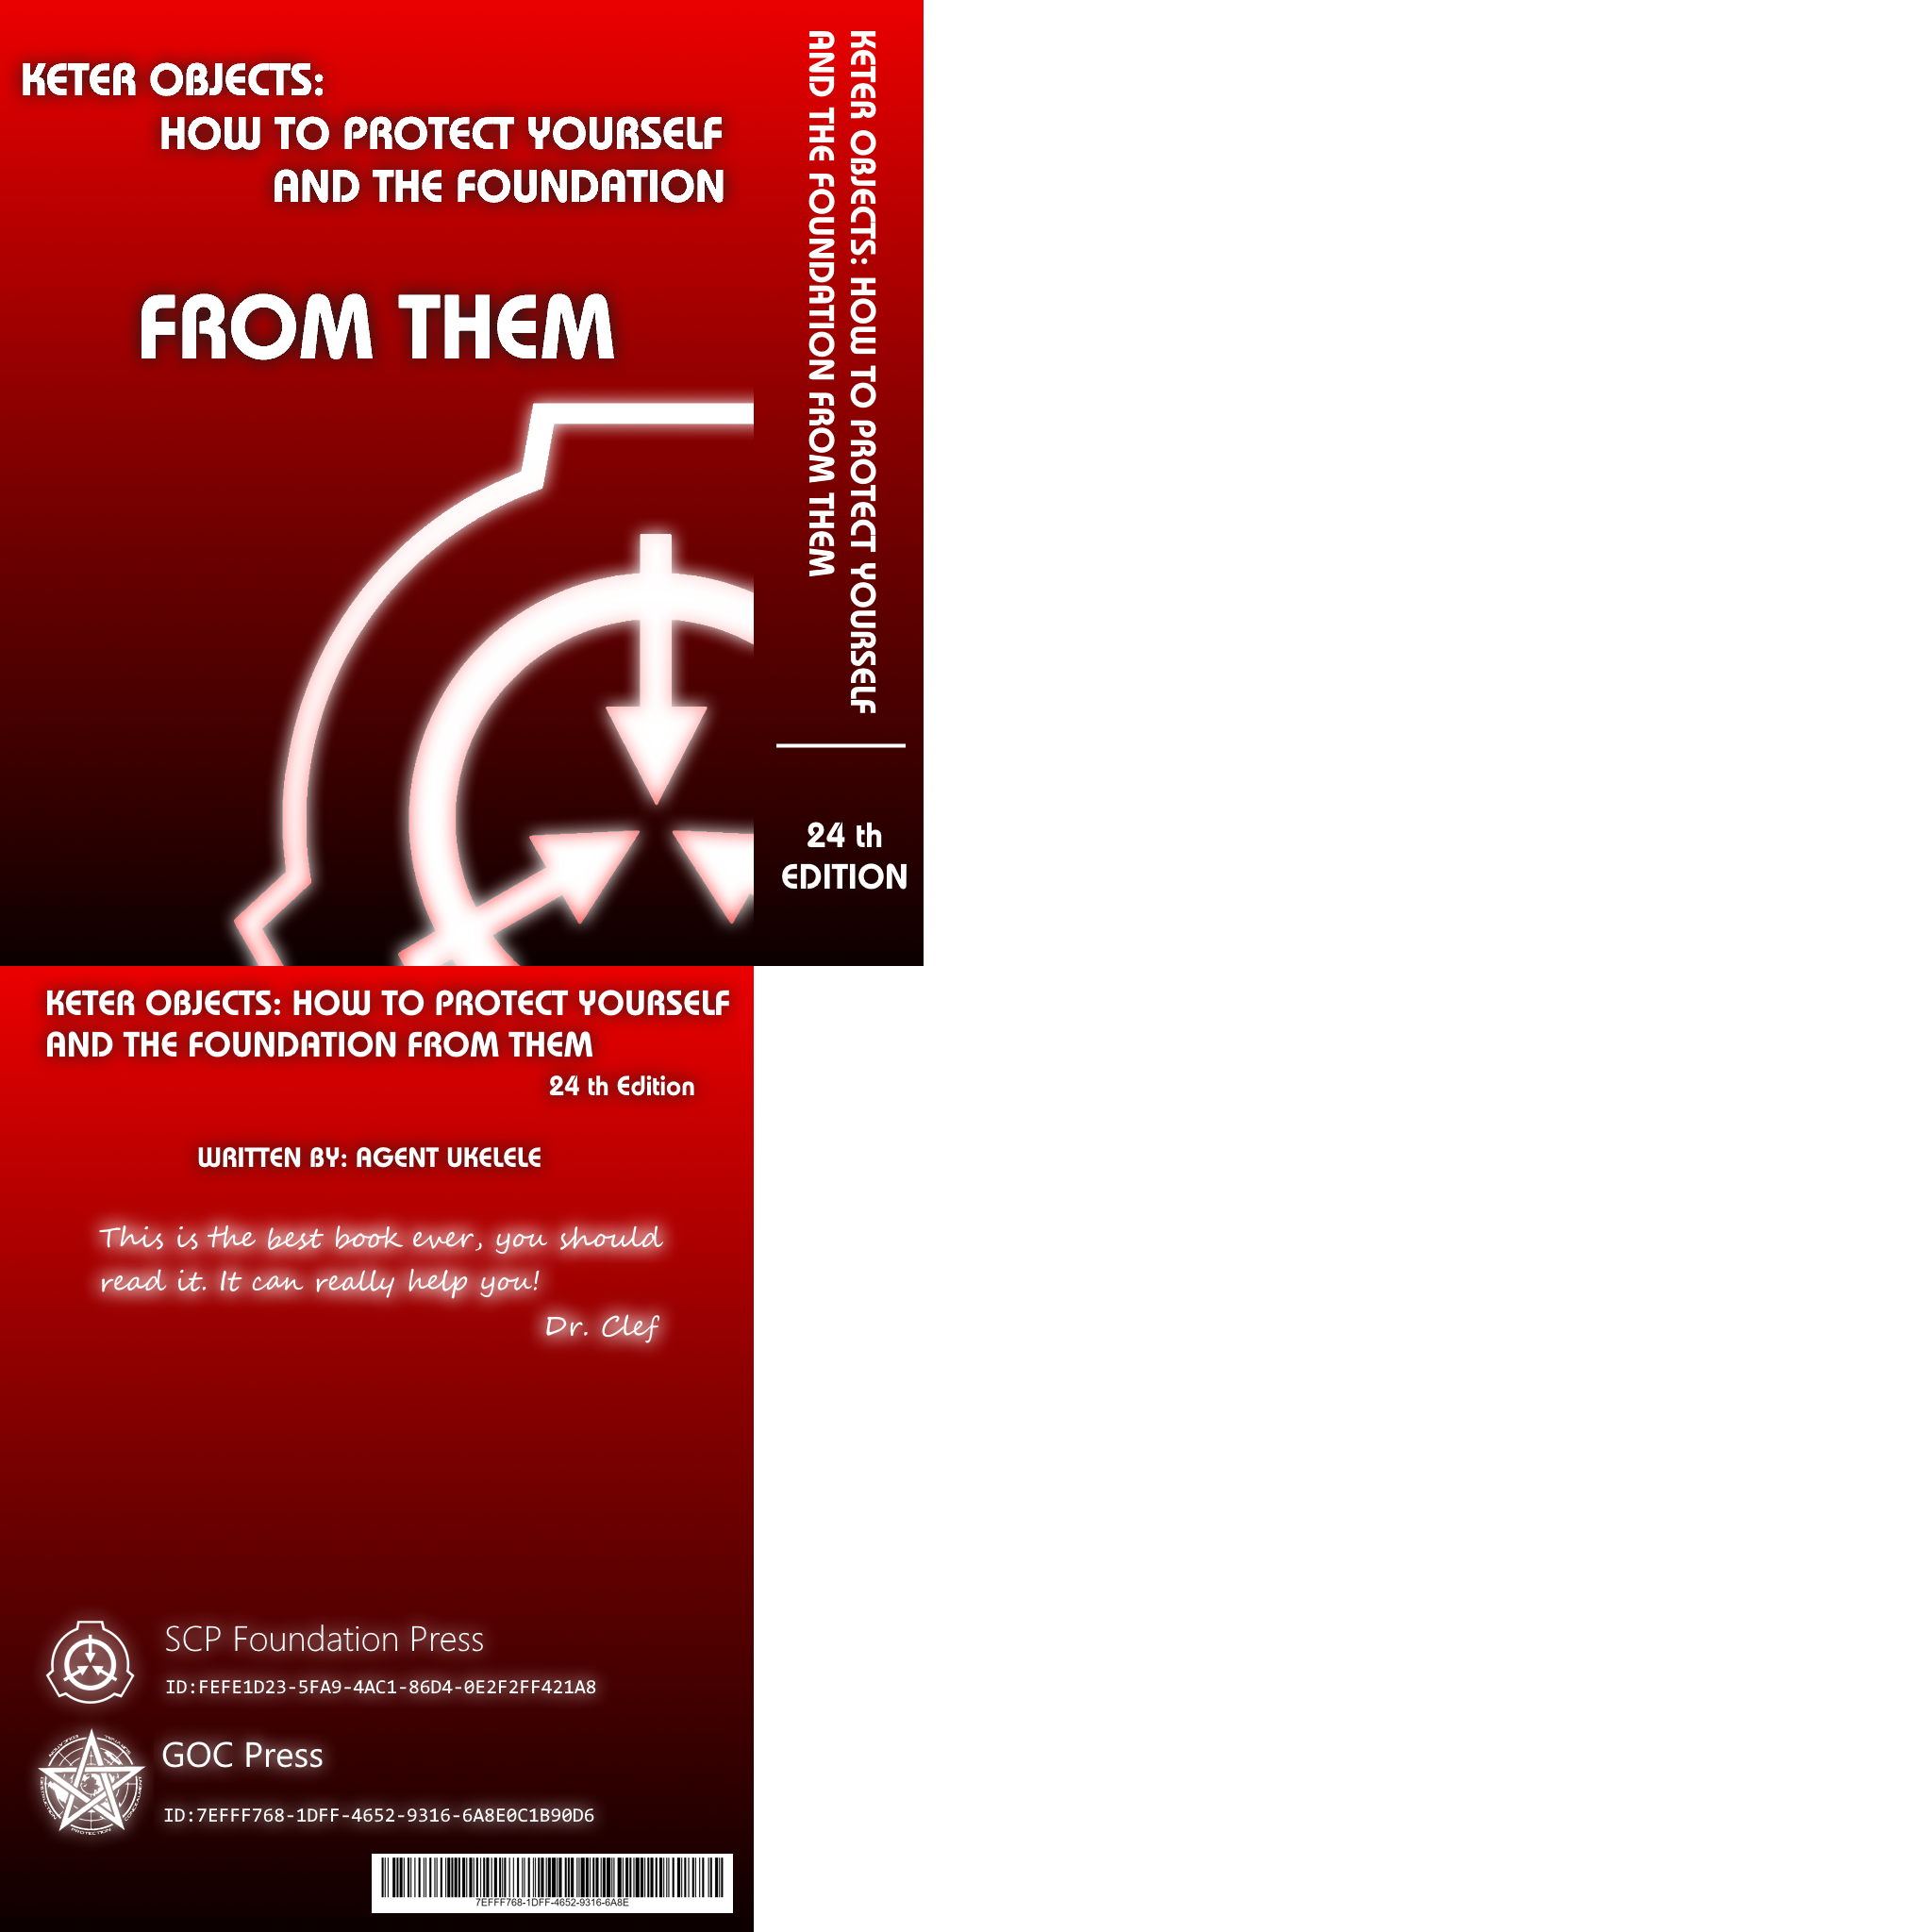 KETER OBJECTS:
HOW TO PROTECT YOURSELF
AND THE FOUNDATION
FROM THEM
KETER OBJECTS: HOW TO PROTECT YOURSELF
AND THE FOUNDATION FROM THEM
24 th
EDITION
KETER OBJECTS: HOW TO PROTECT YOURSELF
AND THE FOUNDATION FROM THEM
24 th Edition
WRITTEN BY: AGENT UKELELE
This is the best book ever, you should
read it. It can really help you!
Dr. Clef
SCP Foundation Press
ID:FEFE1D23-5FA9-4AC1-86D4-0E2F2FF421A8
GOC Press
PROTECTION
ID:7EFFF768-1DFF-4652-9316-6A8E0C1B90D6
7EFFF768-1DFF-4652-9316-6A8E